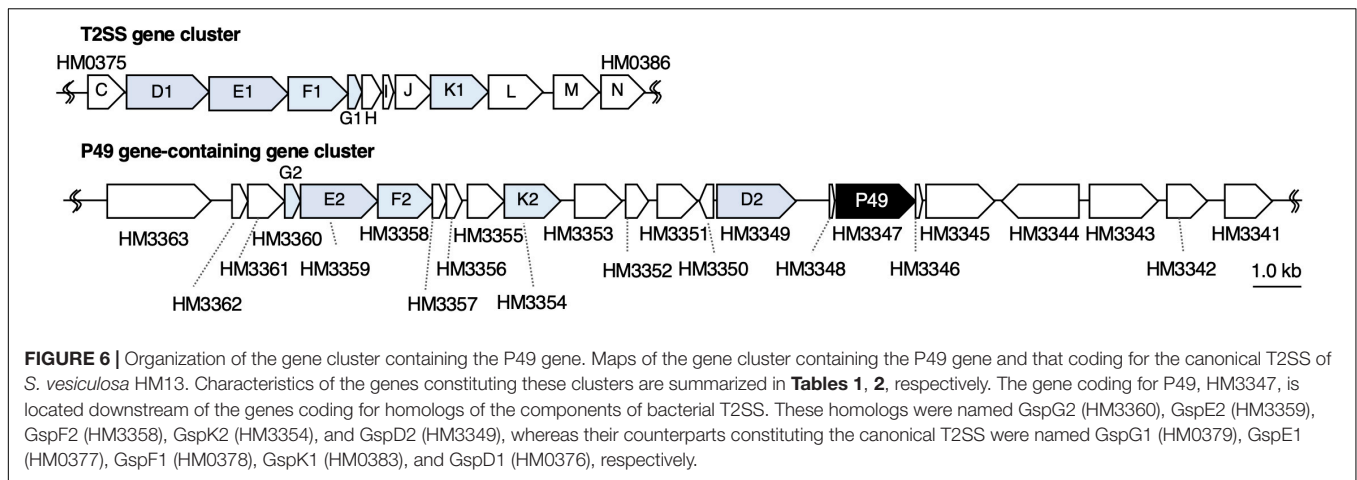 T2SS gene cluster
HM0375 HM0386
C D1 E1 F1 I J K1 L M N
G1 H
P49 gene-containing gene cluster
G2
E2 F2 K2 D2 P49
HM3363 HM3360 HM3358 HM3355 HM3353 HM3351 HM3349 HM3347 HM3345 HM3344 HM3343 HM3341
HM3361 HM3359 HM3356 HM3352 HM3350 HM3348 HM3346 HM3342 1.0 kb
HM3362 HM3357 HM3354
FIGURE 6 | Organization of the gene cluster containing the P49 gene. Maps of the gene cluster containing the P49 gene and that coding for the canonical T2SS of
S. vesiculosa HM13. Characteristics of the genes constituting these clusters are summarized in Tables 1, 2, respectively. The gene coding for P49, HM3347, is
located downstream of the genes coding for homologs of the components of bacterial T2SS. These homologs were named GspG2 (HM3360), GspE2 (HM3359),
GspF2 (HM3358), GspK2 (HM3354), and GspD2 (HM3349), whereas their counterparts constituting the canonical T2SS were named GspG1 (HM0379), GspE1
(HM0377), GspF1 (HM0378), GspK1 (HM0383), and GspD1 (HM0376), respectively.